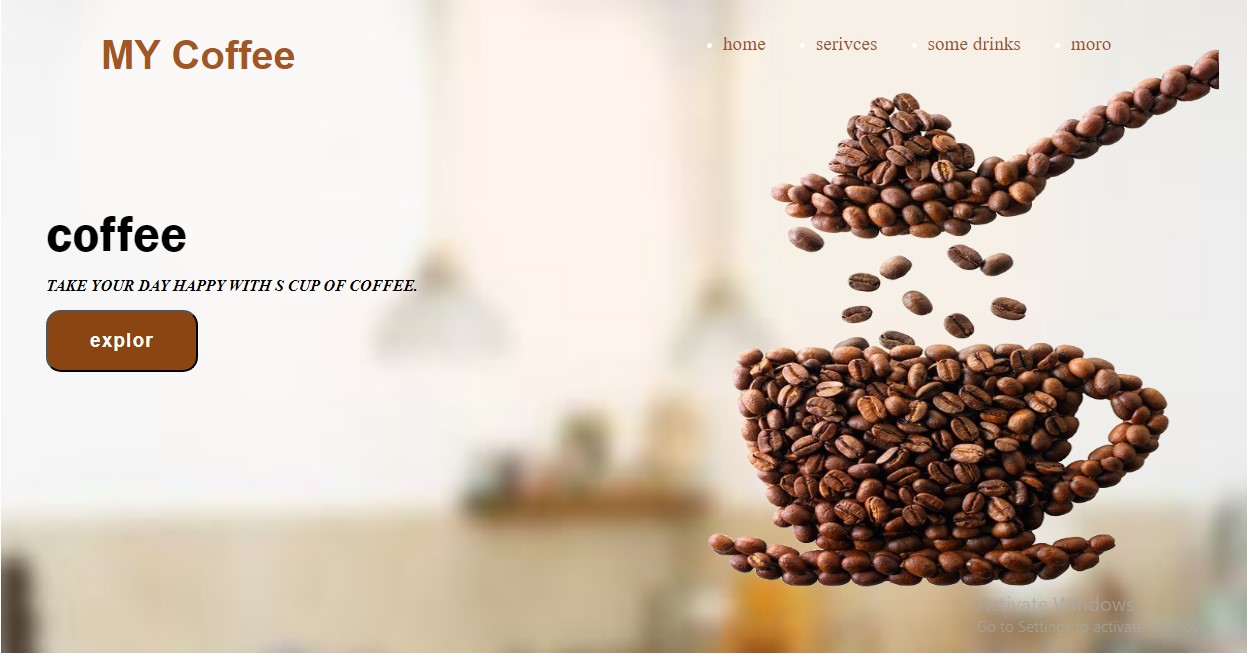 MY Coffee
home
serivces
some drinks
moro
coffee
TAKE YOUR DAY HAPPY WITH S CUP OF COFFEE.
explor
Activate Windows
Go to Settings to activate